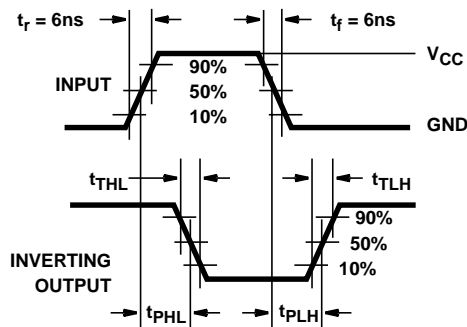 tr = 6ns
tf = 6ns
VCC
90%
INPUT
50%
10%
GND
tTHL
tTLH
90%
50%
INVERTING
10%
OUTPUT
tPHL
tPLH